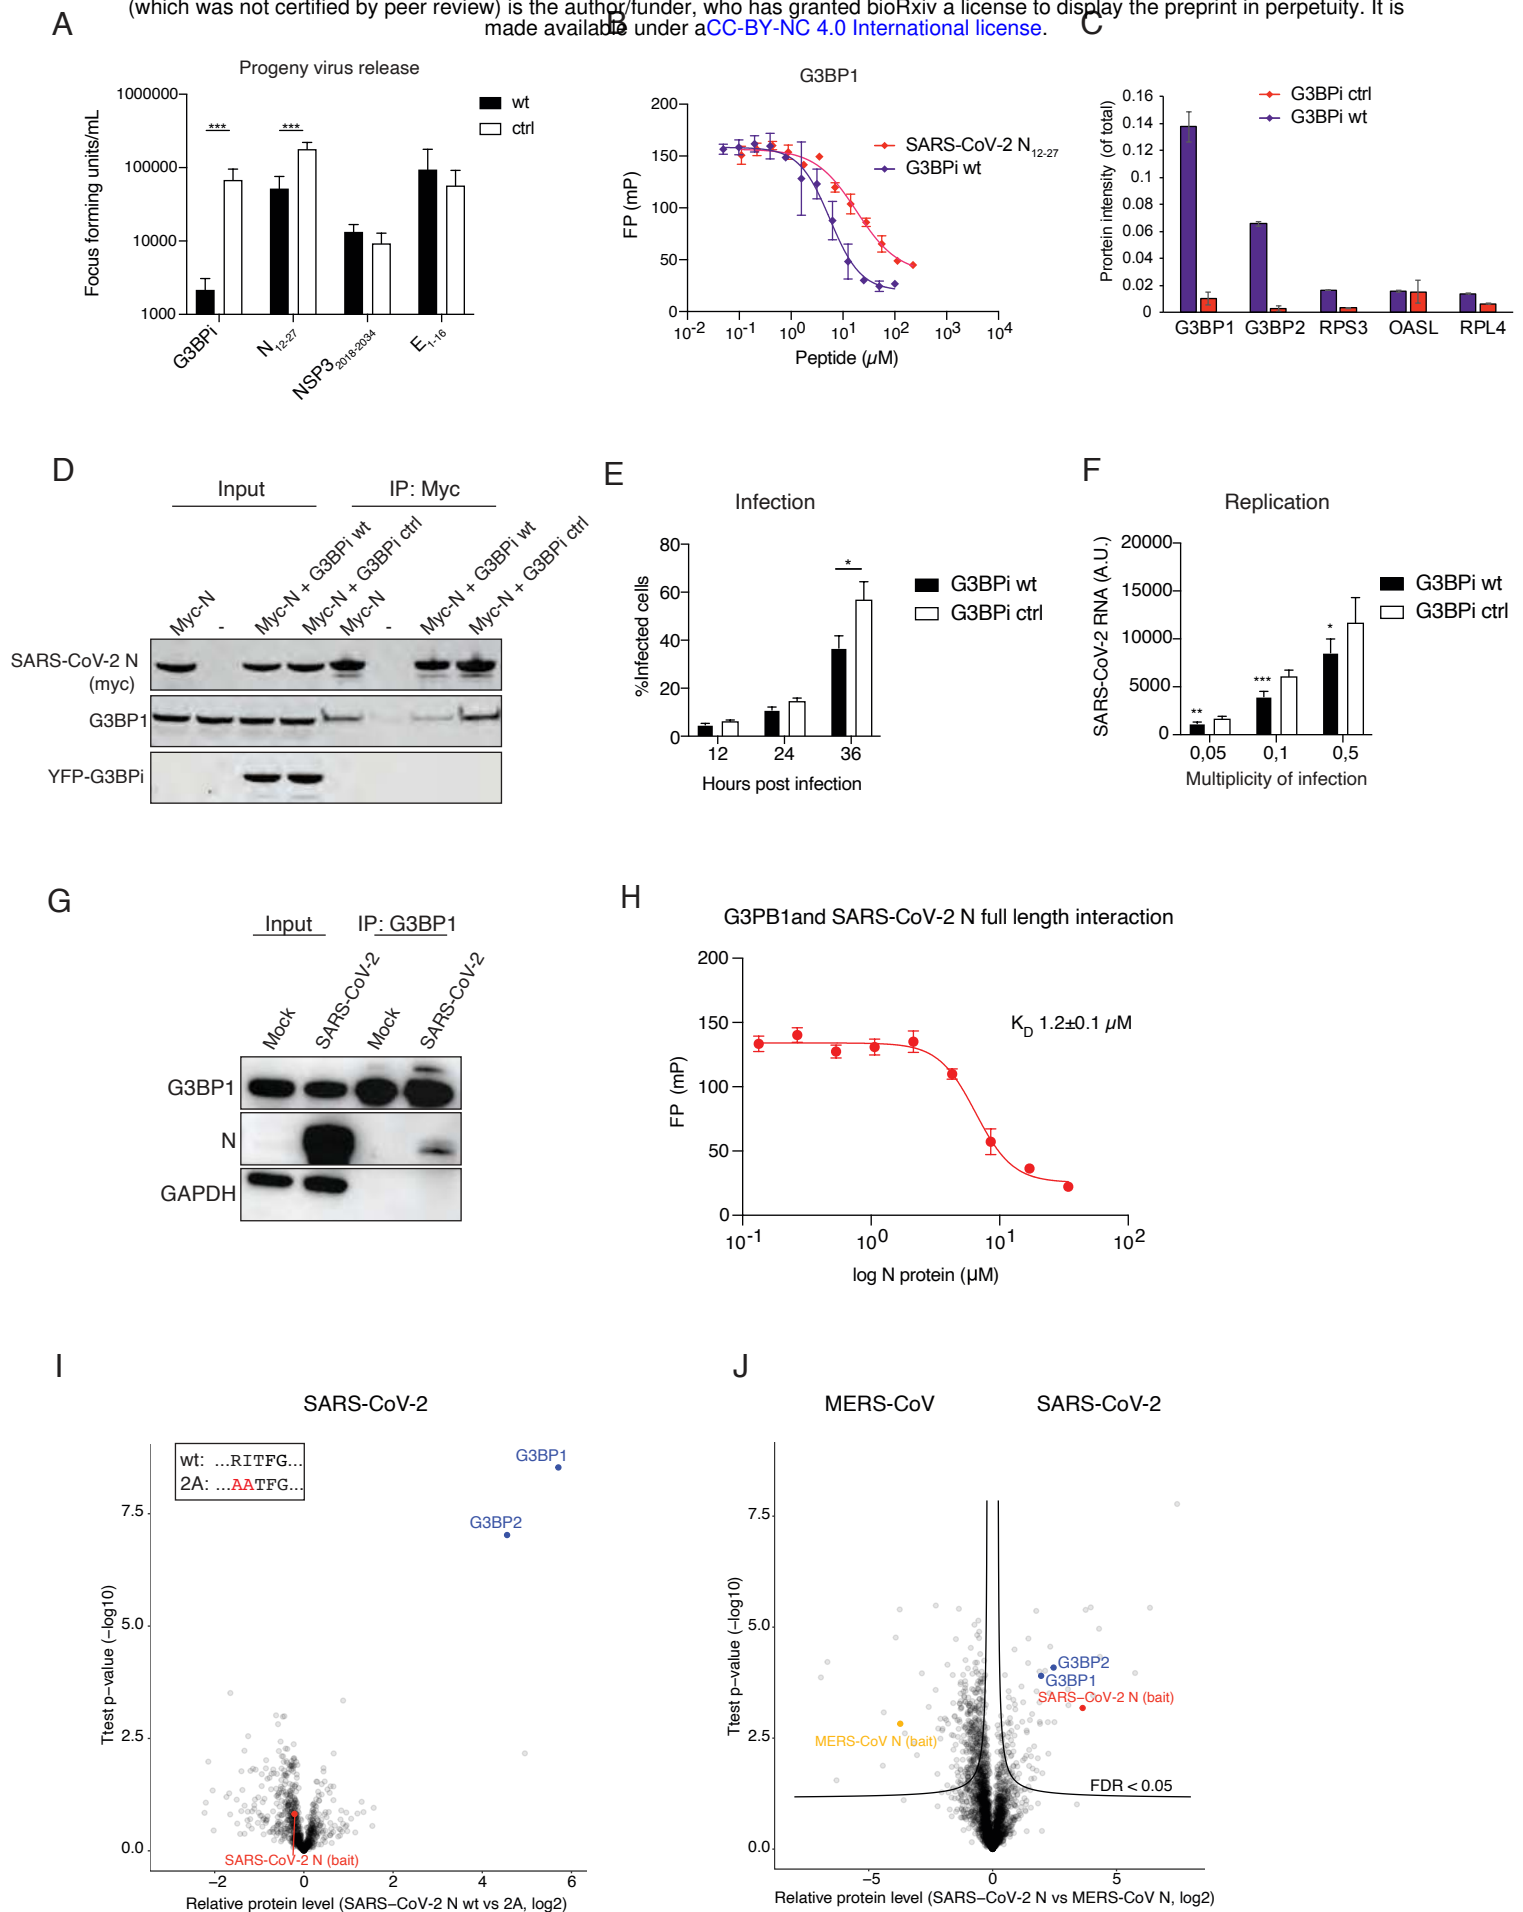 (which was not certified by peer review) is the author/funder, who has granted bioRxiv a license to display the preprint in perpetuity. It is
made available under aCC-BY-NC 4.0 International license.
A
Progeny virus release
Focus forming units/mL
1000000
100000
10000
1000
***
***
wt
ctrl
G3BPi
N12-27
NSP32018-2034
E1-16
B
G3BP1
FP (mP)
200
150
100
50
0
SARS-CoV-2 N12-27
G3BPi wt
10-2 10-1 100 101 102 103 104
Peptide (µM)
C
Prortein intensity (of total)
0.16
0.14
0.12
0.1
0.08
0.06
0.04
0.02
0
G3BPi ctrl
G3BPi wt
G3BP1 G3BP2 RPS3 OASL RPL4
D
Input IP: Myc
Myc-N
-
Myc-N + G3BPi wt
Myc-N + G3BPi ctrl
Myc-N
-
Myc-N + G3BPi wt
Myc-N + G3BPi ctrl
SARS-CoV-2 N
(myc)
G3BP1
YFP-G3BPi
E
Infection
%Infected cells
80
60
40
20
0
*
G3BPi wt
G3BPi ctrl
12 24 36
Hours post infection
F
Replication
SARS-CoV-2 RNA (A.U.)
20000
15000
10000
5000
0
**
***
*
G3BPi wt
G3BPi ctrl
0,05 0,1 0,5
Multiplicity of infection
G
Input IP: G3BP1
Mock
SARS-CoV-2
Mock
SARS-CoV-2
G3BP1
N
GAPDH
H
G3PB1and SARS-CoV-2 N full length interaction
FP (mP)
200
150
100
50
0
KD 1.2±0.1 µM
10-1 100 101 102
log N protein (µM)
I
SARS-CoV-2
wt: ...RITFG...
2A: ...AATFG...
G3BP1
G3BP2
Ttest p-value (−log10)
7.5
5.0
2.5
0.0
SARS-CoV-2 N (bait)
−2 0 2 4 6
Relative protein level (SARS−CoV-2 N wt vs 2A, log2)
J
MERS-CoV SARS-CoV-2
Ttest p-value (−log10)
7.5
5.0
2.5
0.0
G3BP2
G3BP1
SARS−CoV-2 N (bait)
MERS-CoV N (bait)
FDR < 0.05
−5 0 5
Relative protein level (SARS−CoV-2 N vs MERS-CoV N, log2)